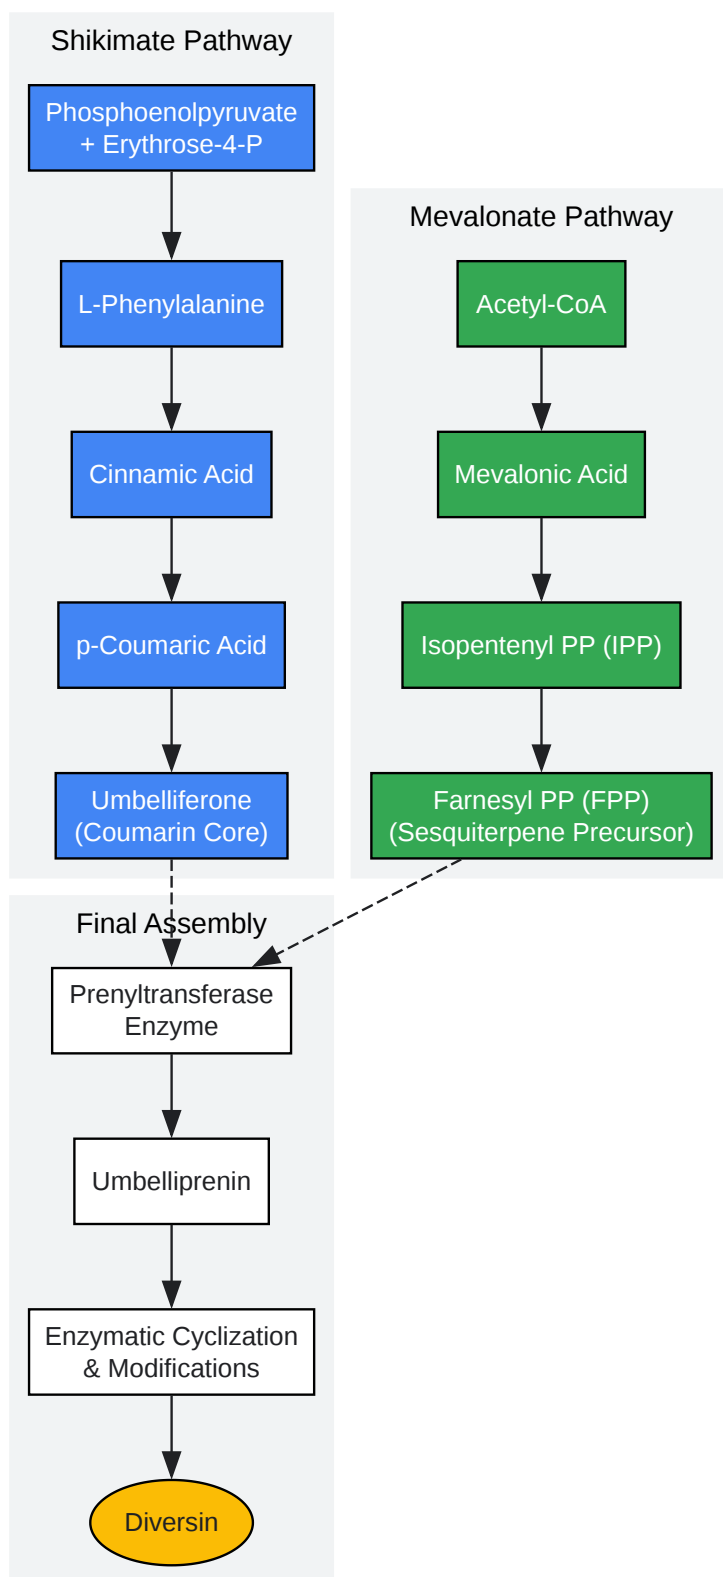 Shikimate Pathway
Phosphoenolpyruvate
+ Erythrose-4-P
L-Phenylalanine
Cinnamic Acid
p-Coumaric Acid
Umbelliferone
(Coumarin Core)
Mevalonate Pathway
Acetyl-CoA
Mevalonic Acid
Isopentenyl PP (IPP)
Farnesyl PP (FPP)
(Sesquiterpene Precursor)
Final Assembly
Prenyltransferase
Enzyme
Umbelliprenin
Enzymatic Cyclization
& Modifications
Diversin